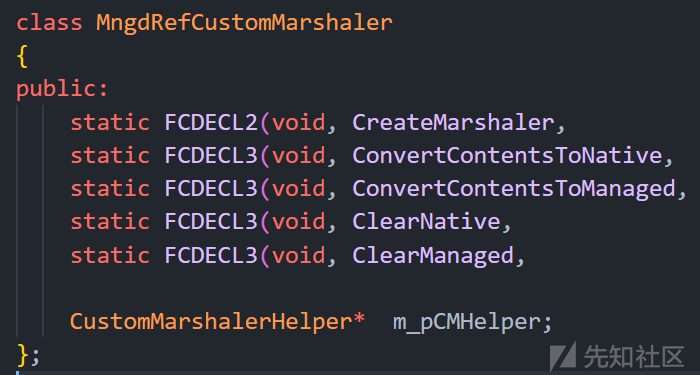 class MngdRefCustomMarshaler
{
public:
    static FCDECL2(void, CreateMarshaler,
    static FCDECL3(void, ConvertContentsToNative,
    static FCDECL3(void, ConvertContentsToManaged,
    static FCDECL3(void, ClearNative,
    static FCDECL3(void, ClearManaged,
    CustomMarshalerHelper*  m_pCMHelper;
};
先知社区